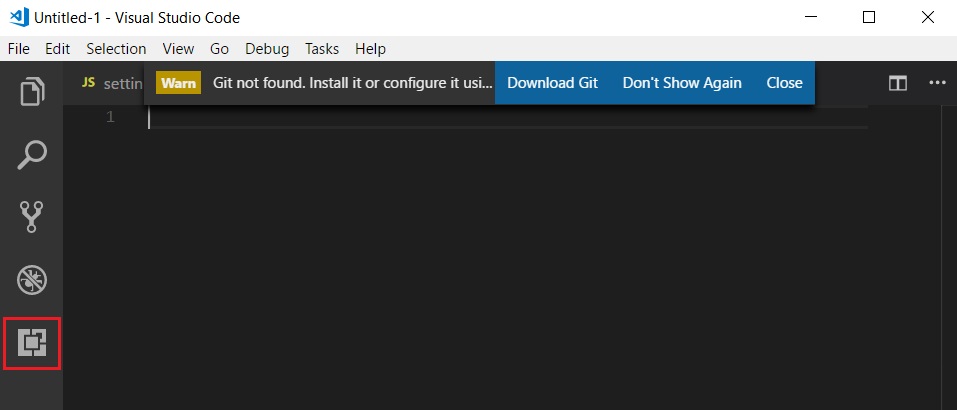 Untitled-1 - Visual Studio Code
File Edit Selection View Go Debug Tasks Help
JS settin Warn Git not found. Install it or configure it usi... Download Git Don't Show Again Close ...
1